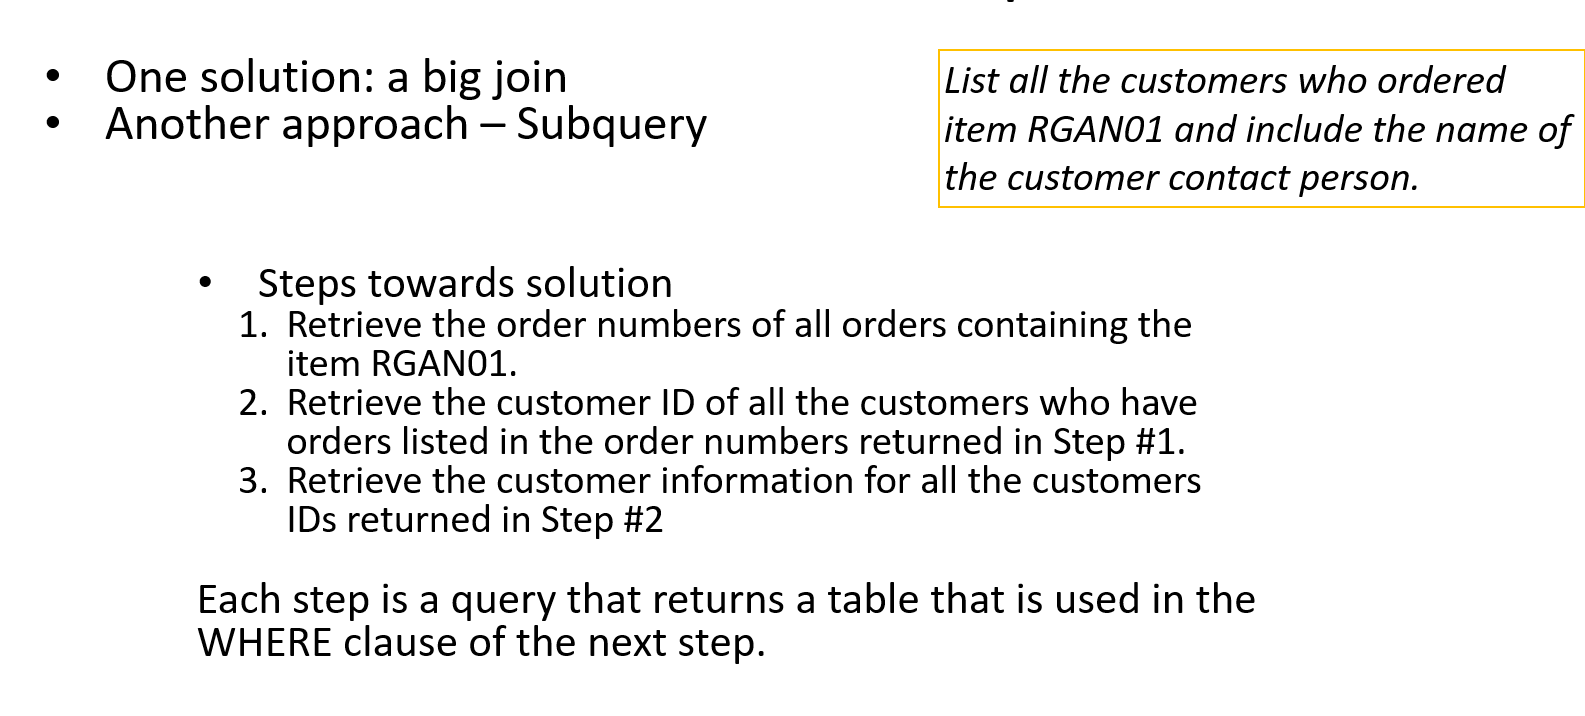 • One solution: a big join
• Another approach – Subquery
List all the customers who ordered
item RGAN01 and include the name of
the customer contact person.
• Steps towards solution
1. Retrieve the order numbers of all orders containing the
item RGAN01.
2. Retrieve the customer ID of all the customers who have
orders listed in the order numbers returned in Step #1.
3. Retrieve the customer information for all the customers
IDs returned in Step #2
Each step is a query that returns a table that is used in the
WHERE clause of the next step.